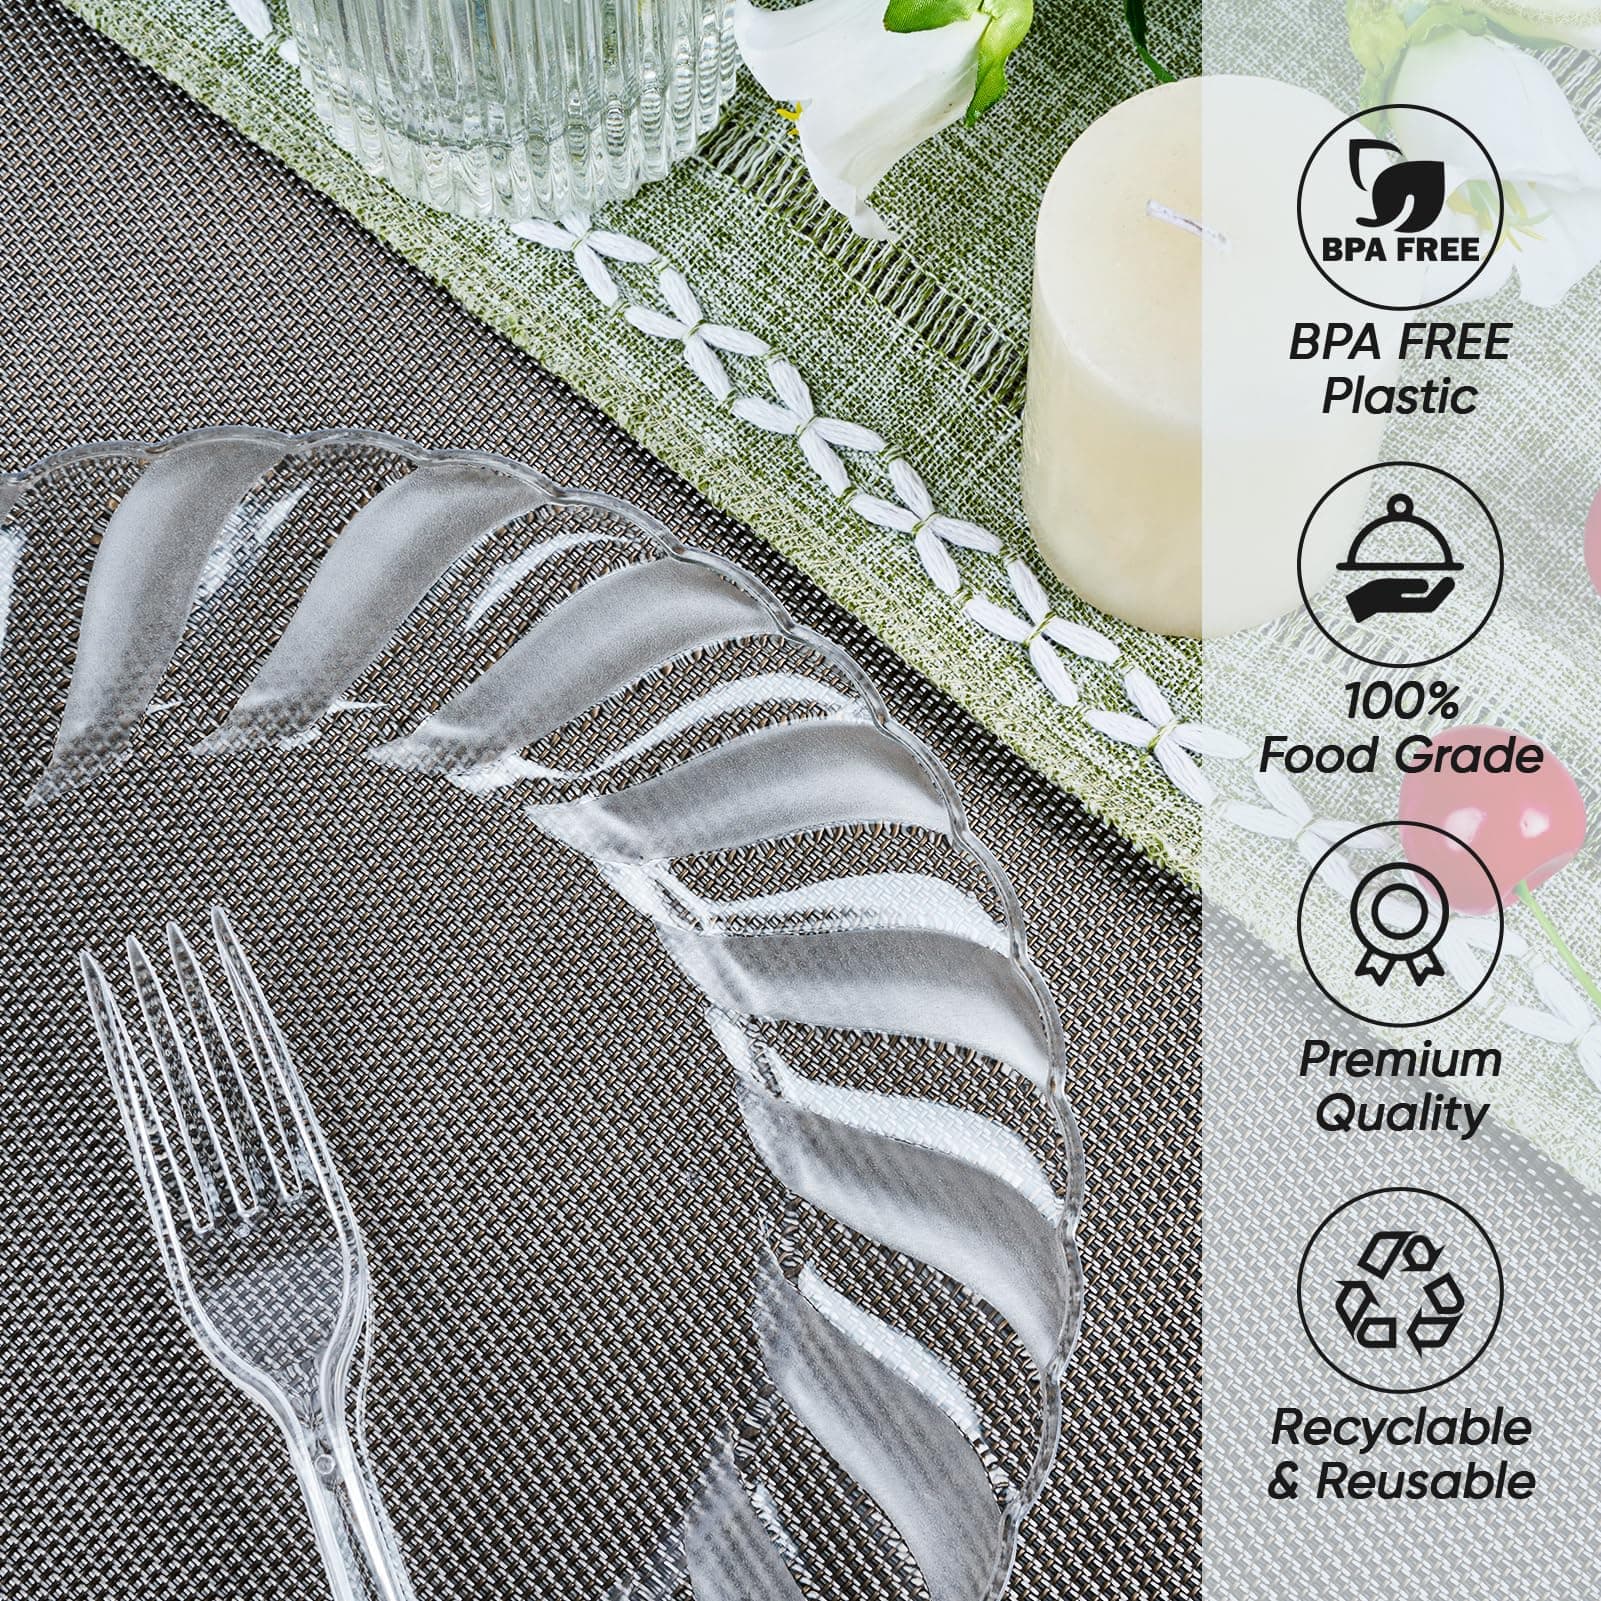 BPA FREE
BPA FREE
Plastic
100%
Food Grade
Premium
Quality
Recyclable
& Reusable